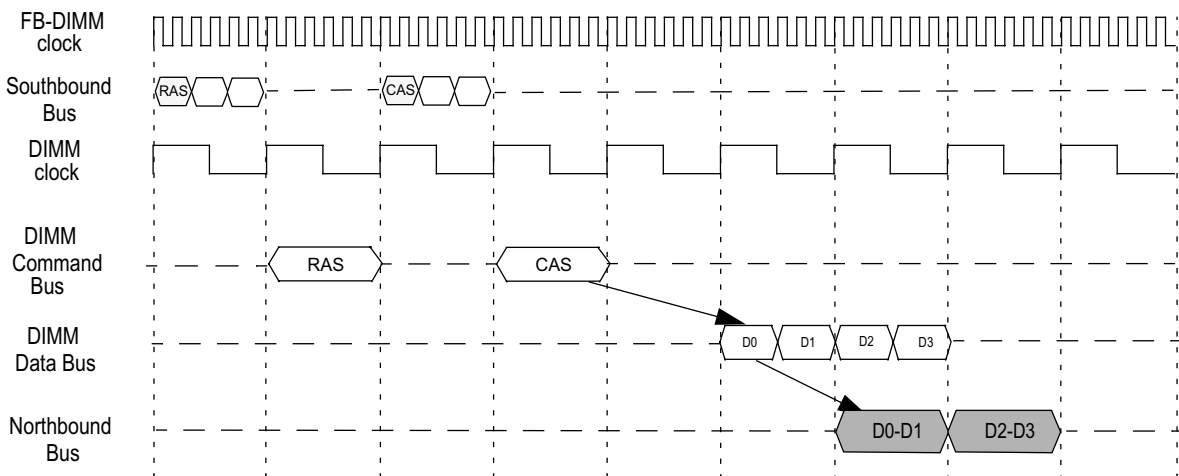 FB-DIMM
clock
Southbound
Bus
RAS
CAS
DIMM
clock
DIMM
Command
Bus
RAS
CAS
DIMM
Data Bus
D0
D1
D2
D3
Northbound
Bus
D0-D1
D2-D3